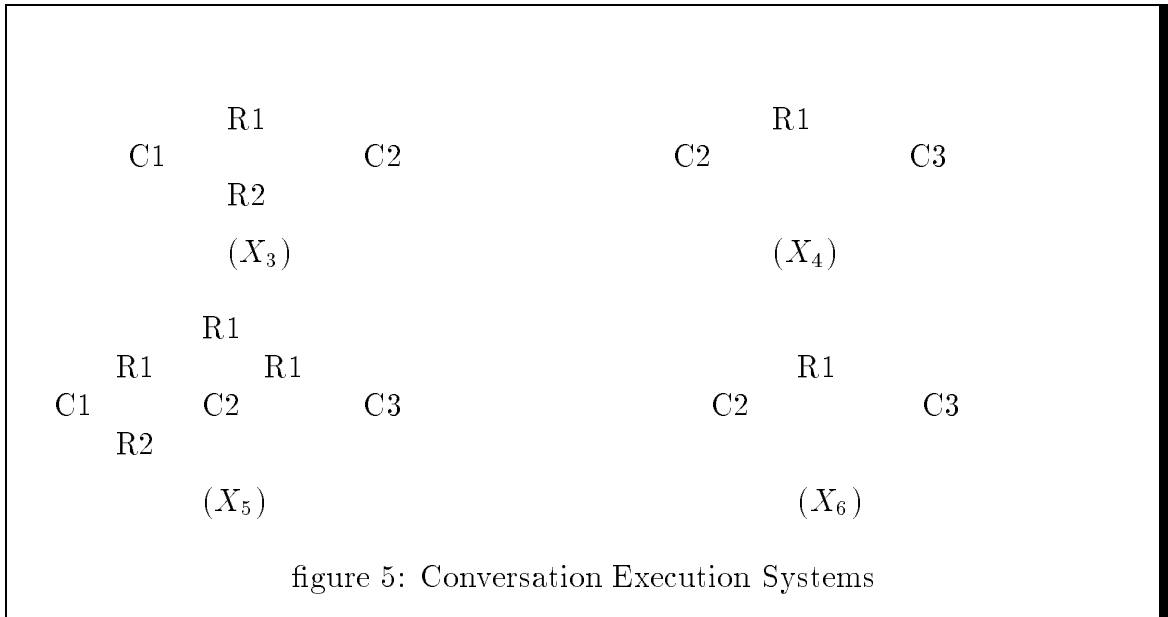 R1 R1
C1 C2 C2 C3
R2
(X₃) (X₄)
R1
R1 R1 R1
C1 C2 C3 C2 C3
R2
(X₅) (X₆)
figure 5: Conversation Execution Systems